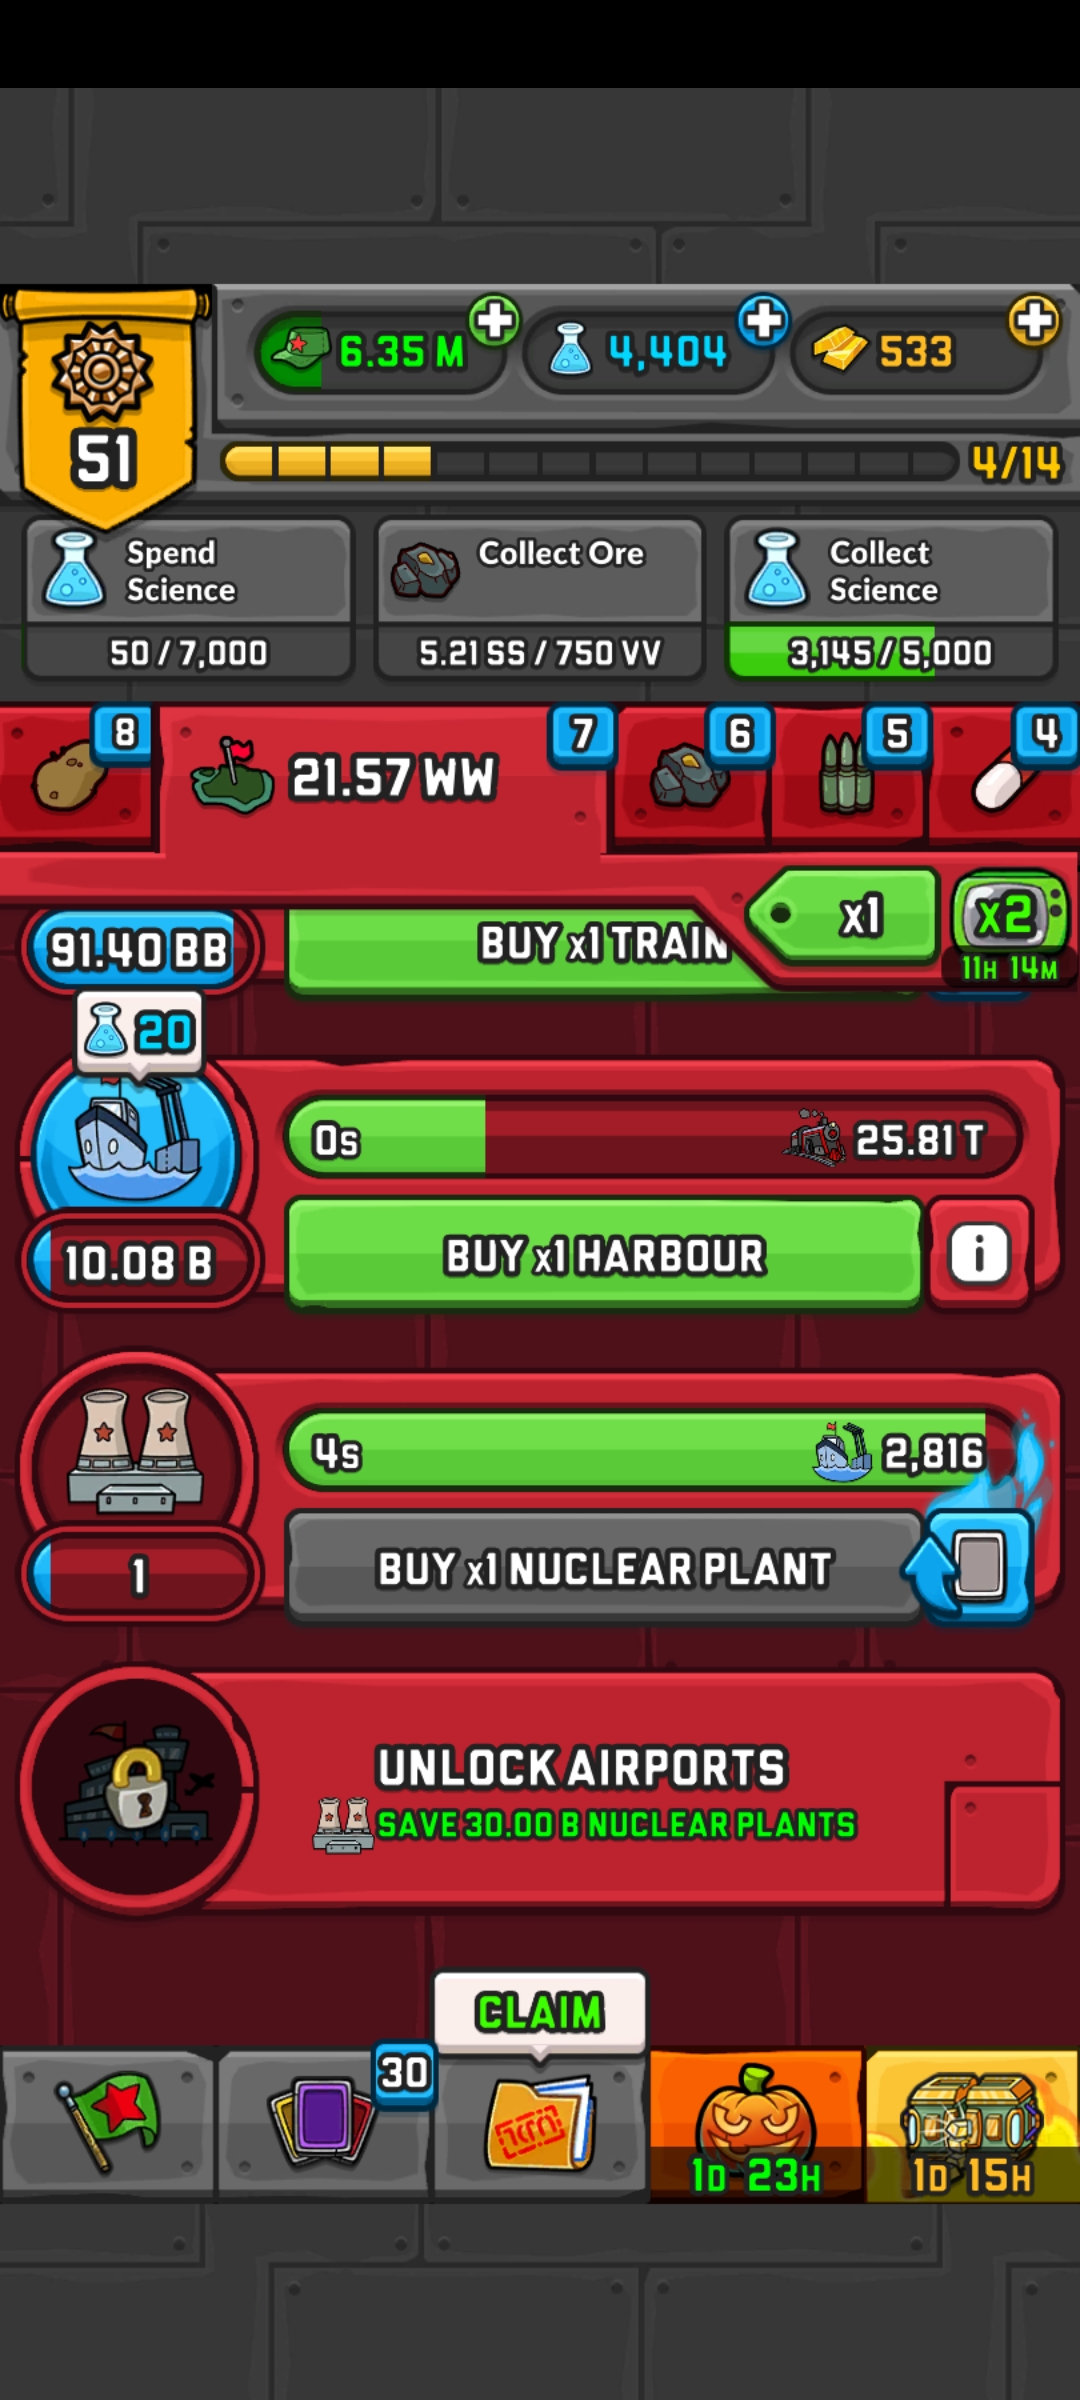 51
6.35 M
4,404
533
4/14
Spend
Science
50 / 7,000
Collect Ore
5.21 SS / 750 VV
Collect
Science
3,145 / 5,000
8
21.57 WW
7
6
5
4
x1
x2
11H 14M
91.40 BB
BUY x1 TRAIN
20
0s
25.81 T
10.08 B
BUY x1 HARBOUR
i
4s
2,816
1
BUY x1 NUCLEAR PLANT
UNLOCK AIRPORTS
SAVE 30.00 B NUCLEAR PLANTS
CLAIM
30
1D 23H
1D 15H